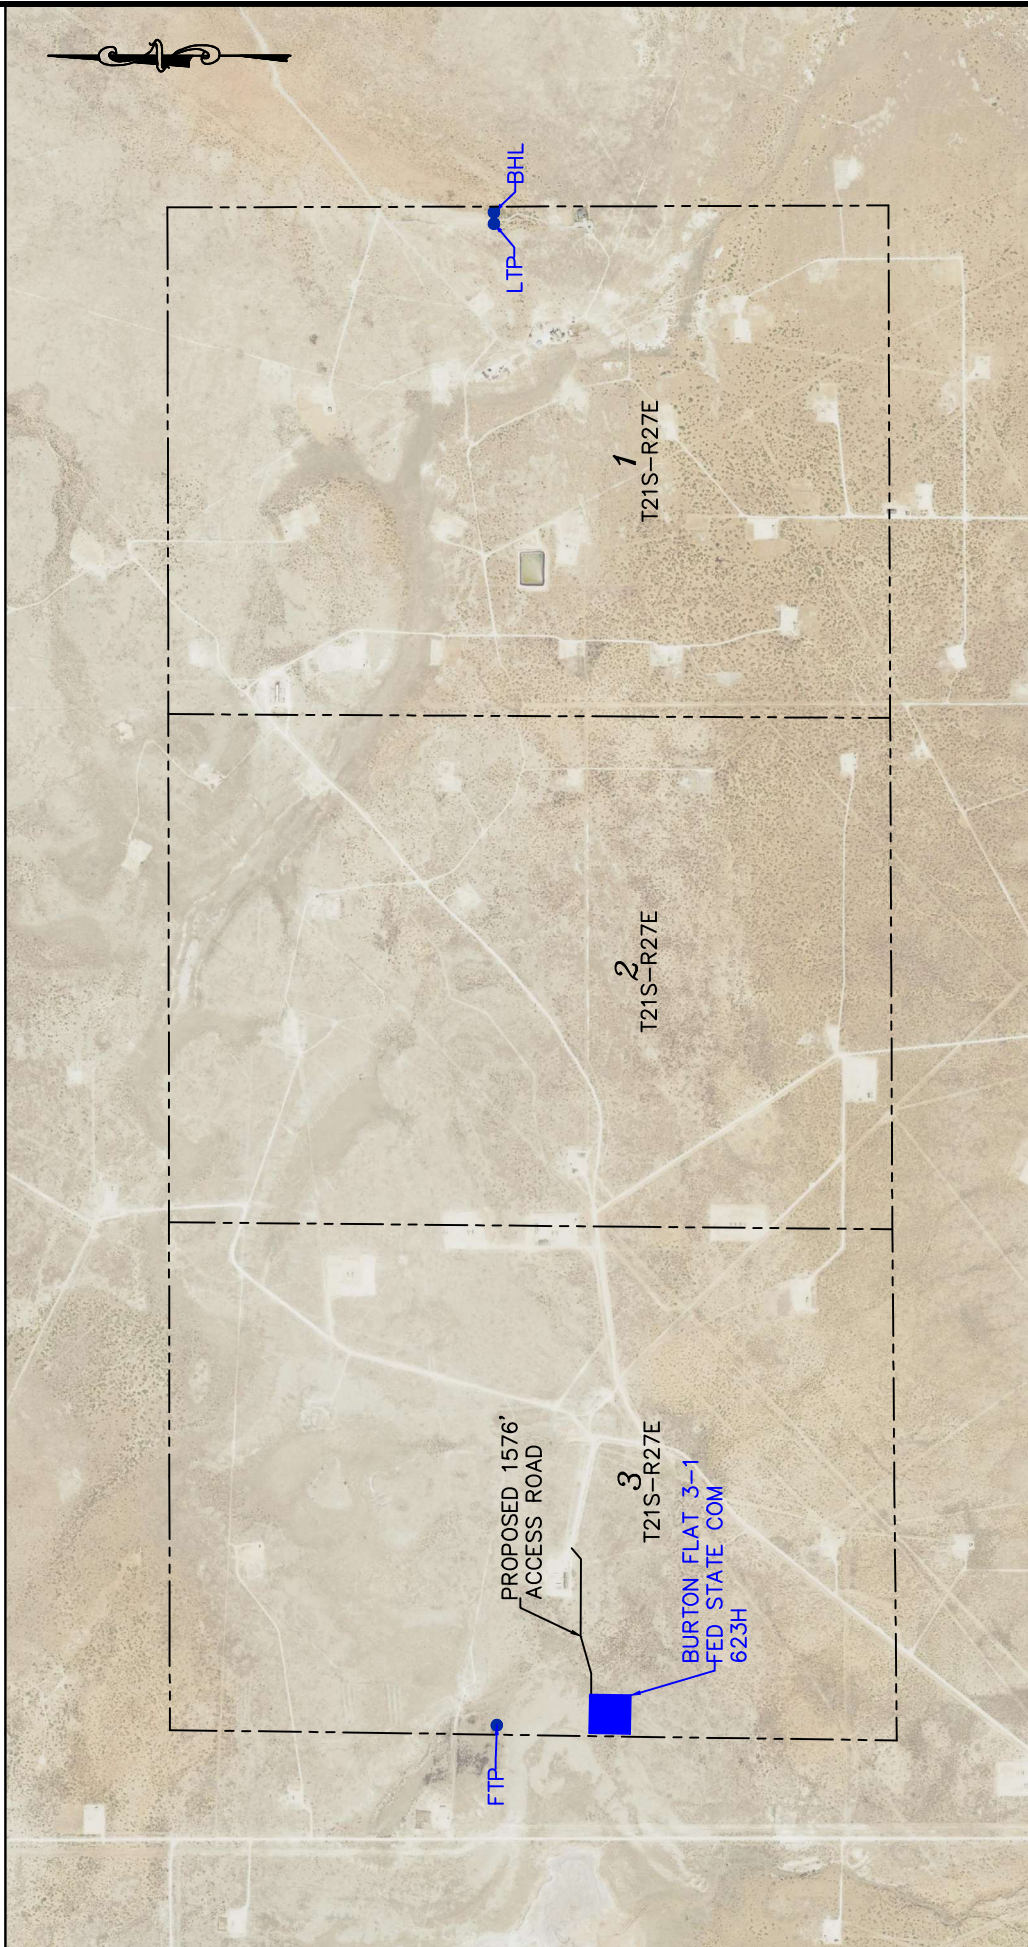 FTP
BURTON FLAT 3-1
FED STATE COM
623H
PROPOSED 1576'
ACCESS ROAD
3
T21S-R27E
2
T21S-R27E
1
T21S-R27E
LTP
BHL